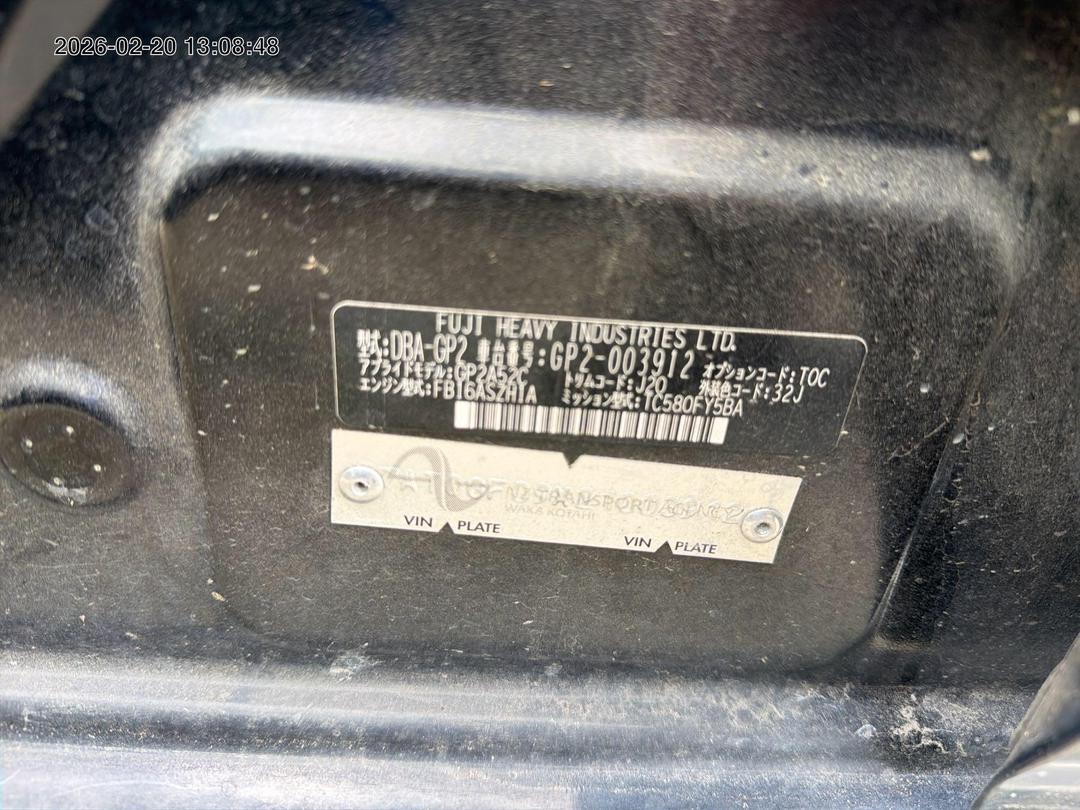 2026-02-20 13:08:48
FUJI HEAVY INDUSTRIES LTD.
型式:DBA-GP2 車台番号:GP2-003912 オプションコード:TOC
アプライドモデル:GP2A52C トリムコード:J20 外装色コード:32J
エンジン型式:FB16ASZH1A ミッション型式:TC580FY5BA
NZ TRANSPORT AGENCY
WAKA KOTAHI
VIN PLATE
VIN PLATE